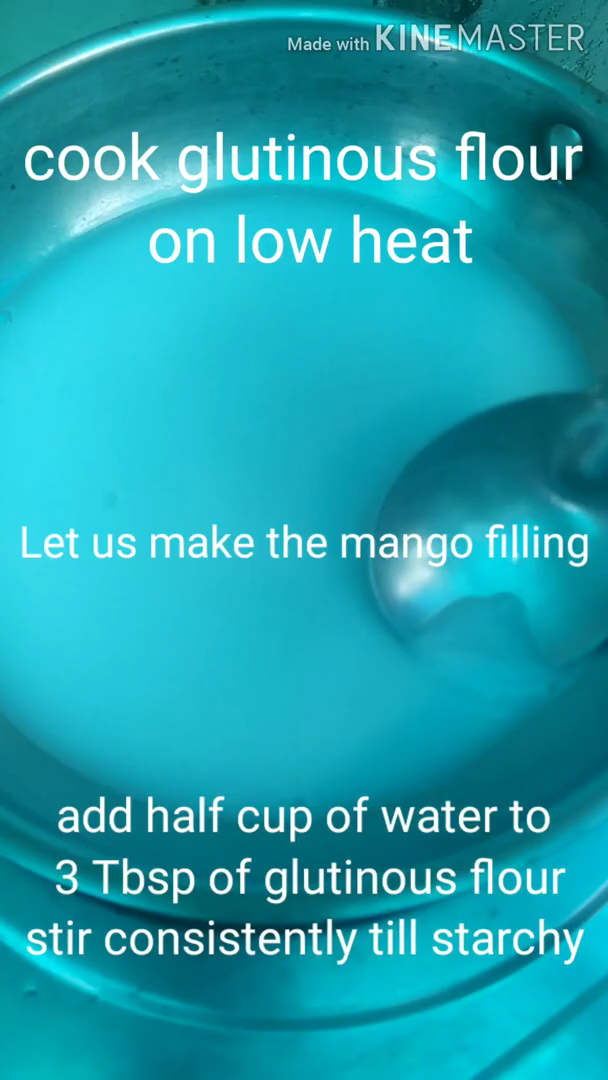 Made with KINEMASTER
cook glutinous flour
on low heat
Let us make the mango filling
add half cup of water to
3 Tbsp of glutinous flour
stir consistently till starchy